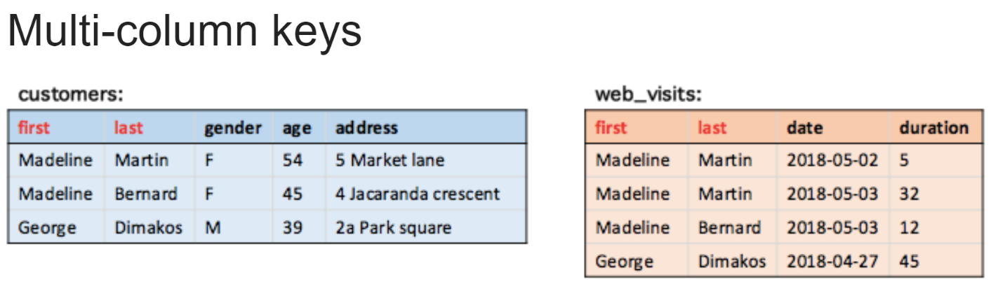 Multi-column keys
customers:
first last gender age address
Madeline Martin F 54 5 Market lane
Madeline Bernard F 45 4 Jacaranda crescent
George Dimakos M 39 2a Park square
web_visits:
first last date duration
Madeline Martin 2018-05-02 5
Madeline Martin 2018-05-03 32
Madeline Bernard 2018-05-03 12
George Dimakos 2018-04-27 45